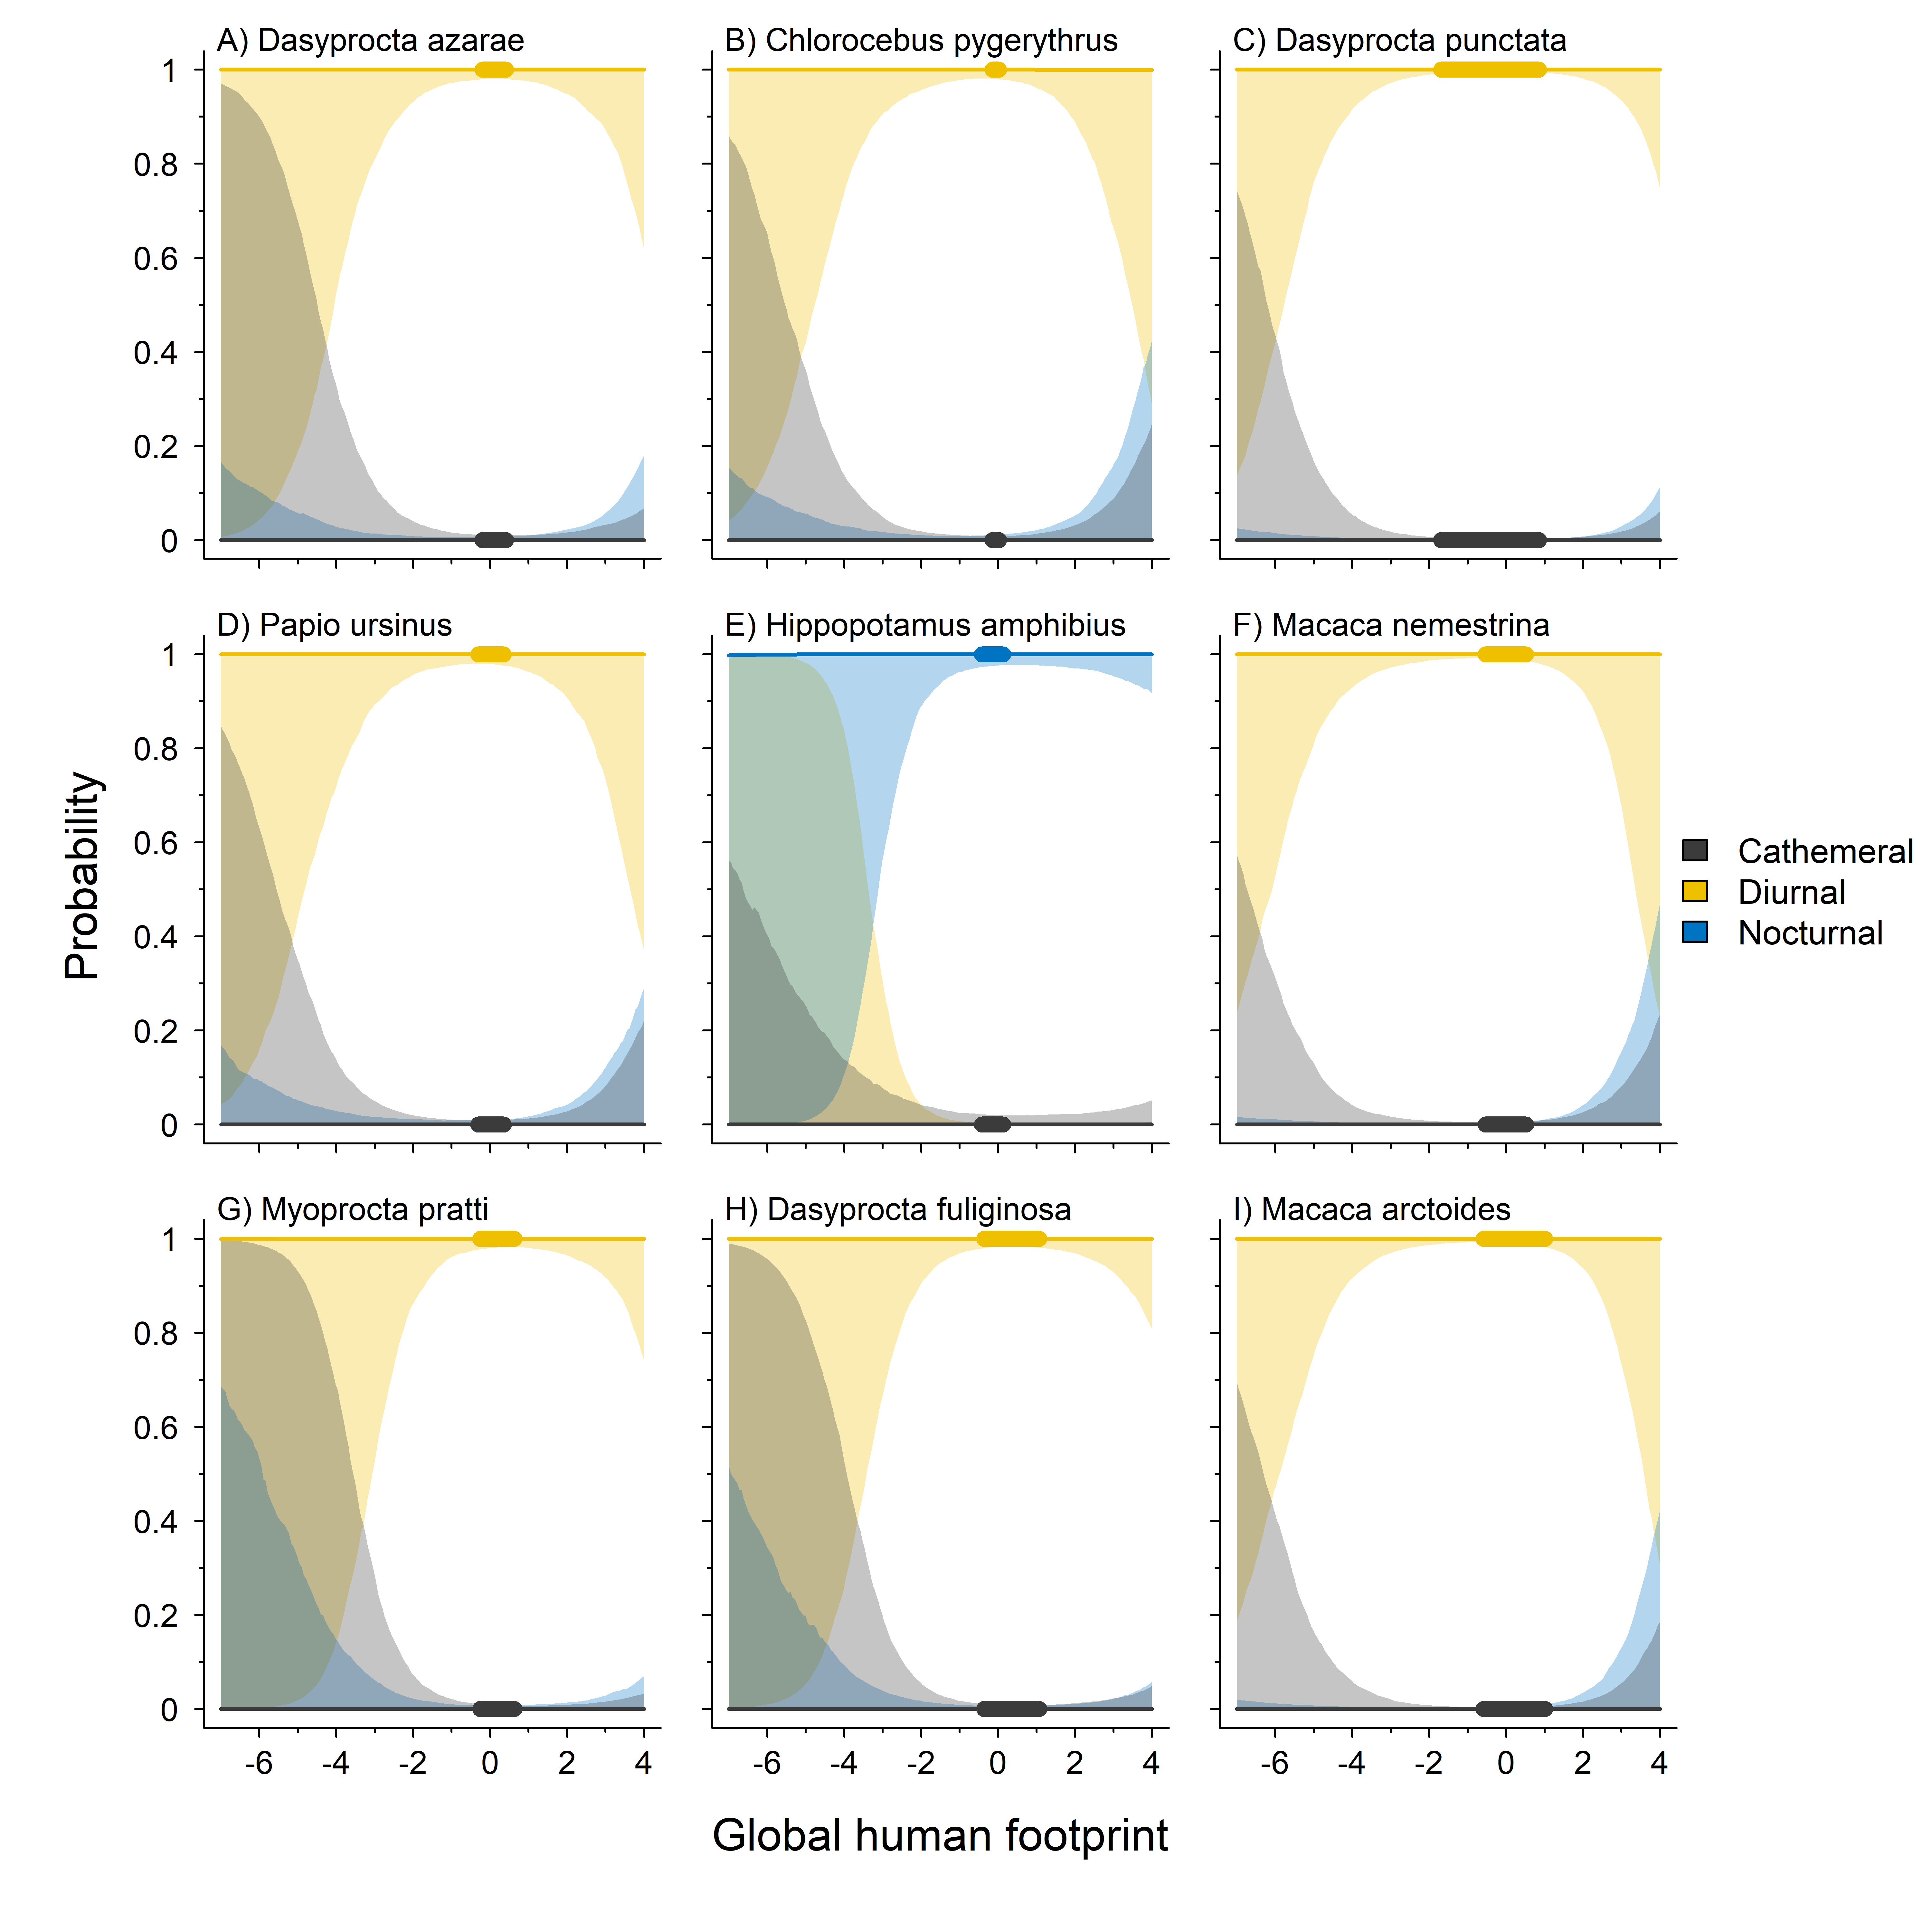 A) Dasyprocta azarae
B) Chlorocebus pygerythrus
C) Dasyprocta punctata
1
0.8
0.6
0.4
0.2
0
D) Papio ursinus
E) Hippopotamus amphibius
F) Macaca nemestrina
1
0.8
0.6
0.4
0.2
0
Probability
Cathemeral
Diurnal
Nocturnal
G) Myoprocta pratti
H) Dasyprocta fuliginosa
I) Macaca arctoides
1
0.8
0.6
0.4
0.2
0
-6 -4 -2 0 2 4
-6 -4 -2 0 2 4
-6 -4 -2 0 2 4
Global human footprint